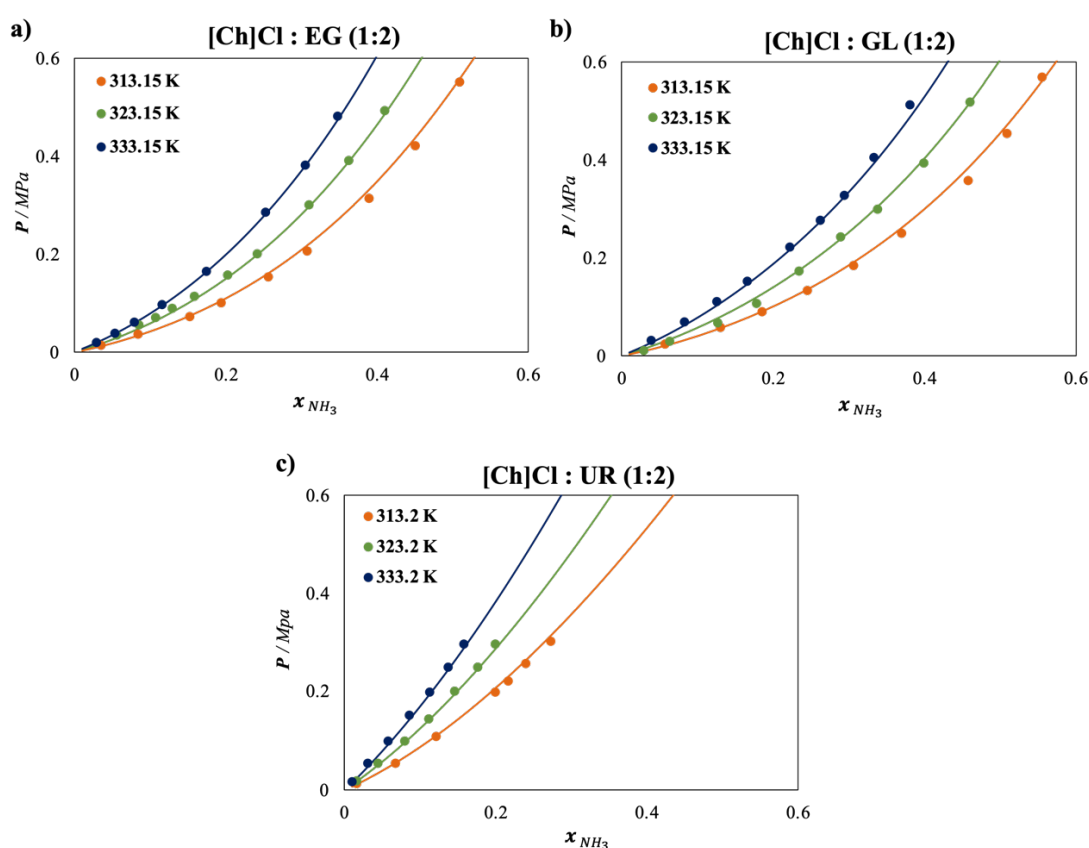 a)
[Ch]Cl : EG (1:2)
0.6
313.15 K
323.15 K
333.15 K
0.4
P / MPa
0.2
0
0 0.2 0.4 0.6
x NH3
b)
[Ch]Cl : GL (1:2)
0.6
313.15 K
323.15 K
333.15 K
0.4
P / MPa
0.2
0
0 0.2 0.4 0.6
x NH3
c)
[Ch]Cl : UR (1:2)
0.6
313.2 K
323.2 K
333.2 K
0.4
P / Mpa
0.2
0
0 0.2 0.4 0.6
x NH3